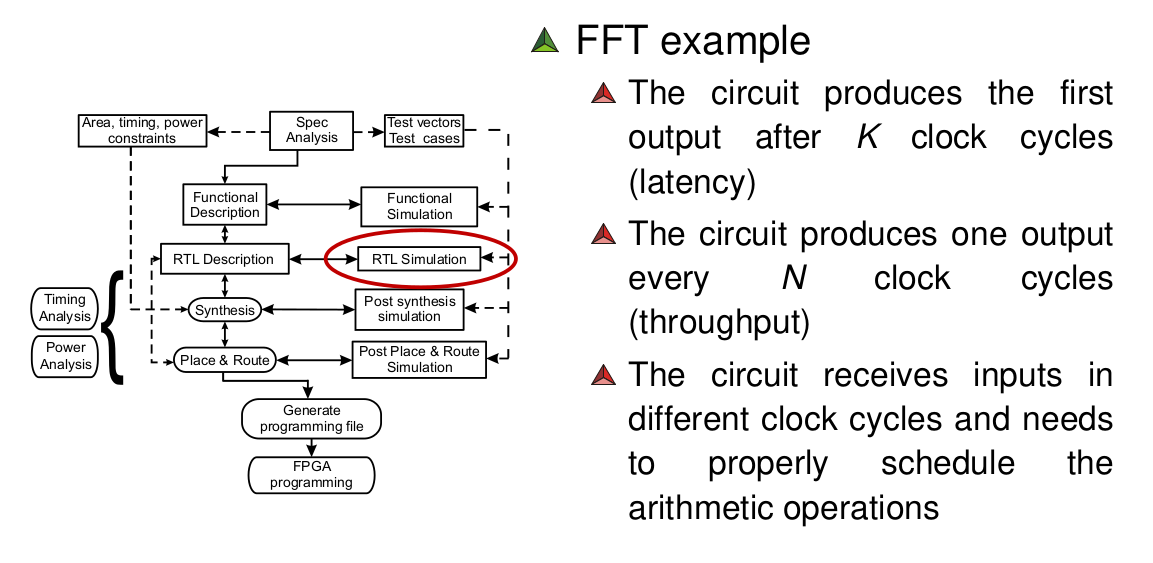 Area, timing, power
constraints
Spec
Analysis
Test vectors
Test cases
Functional
Description
Functional
Simulation
RTL Description
RTL Simulation
Timing
Analysis
Power
Analysis
Synthesis
Post synthesis
simulation
Place & Route
Post Place & Route
Simulation
Generate
programming file
FPGA
programming
FFT example
The circuit produces the first
output after K clock cycles
(latency)
The circuit produces one output
every N clock cycles
(throughput)
The circuit receives inputs in
different clock cycles and needs
to properly schedule the
arithmetic operations